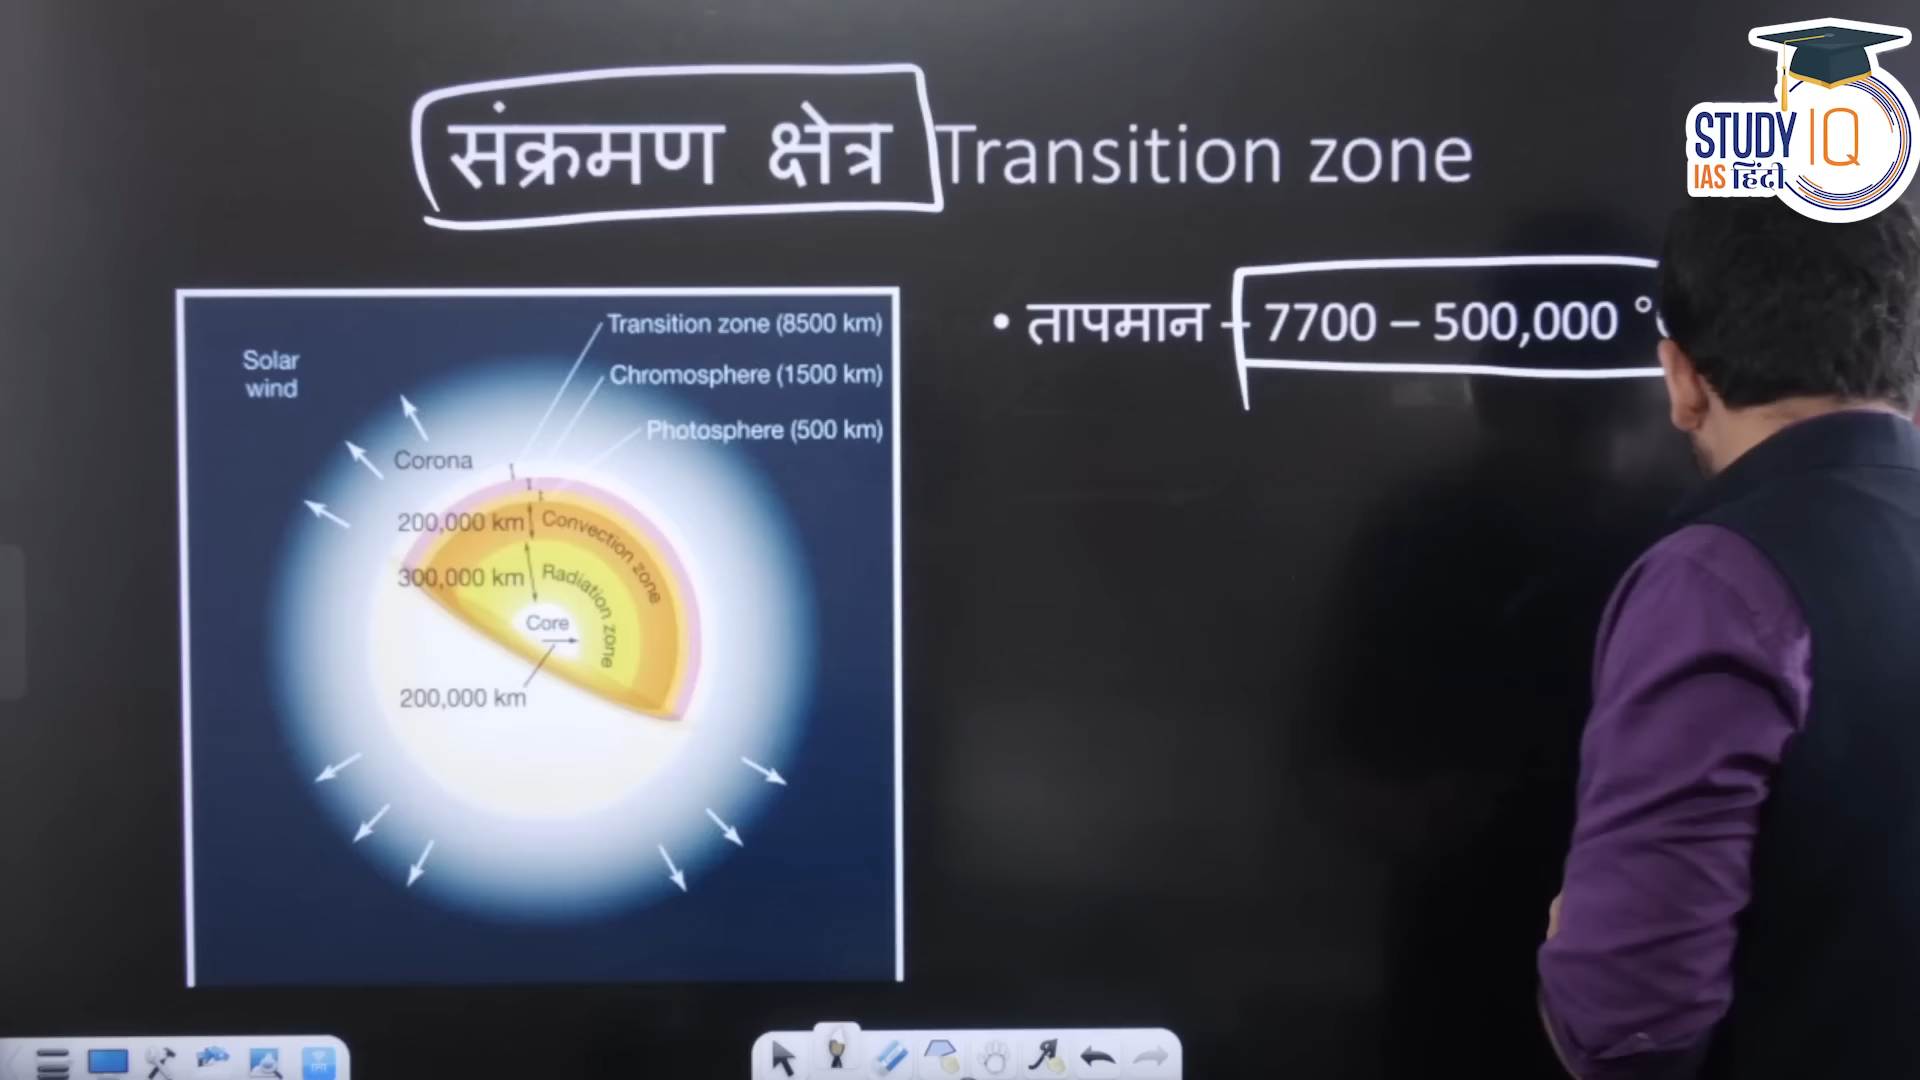 संक्रमण क्षेत्र Transition zone
STUDY IQ
IAS हिंदी
• तापमान – 7700 – 500,000 °
Transition zone (8500 km)
Solar
wind
Chromosphere (1500 km)
Photosphere (500 km)
Corona
200,000 km
Convection zone
300,000 km
Radiation zone
Core
200,000 km